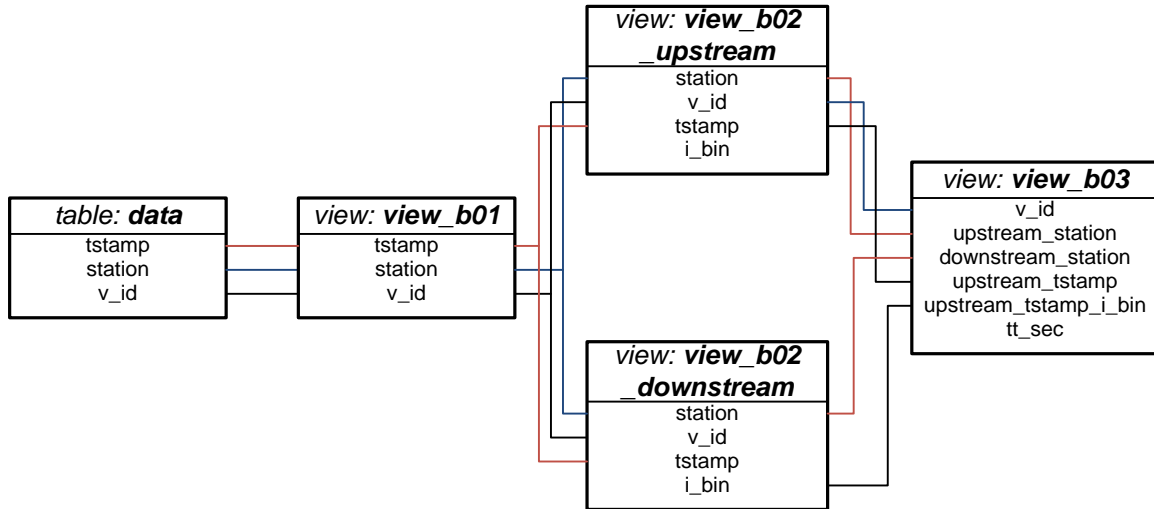 table: data
tstamp
station
v_id
view: view_b01
tstamp
station
v_id
view: view_b02
_upstream
station
v_id
tstamp
i_bin
view: view_b02
_downstream
station
v_id
tstamp
i_bin
view: view_b03
v_id
upstream_station
downstream_station
upstream_tstamp
upstream_tstamp_i_bin
tt_sec